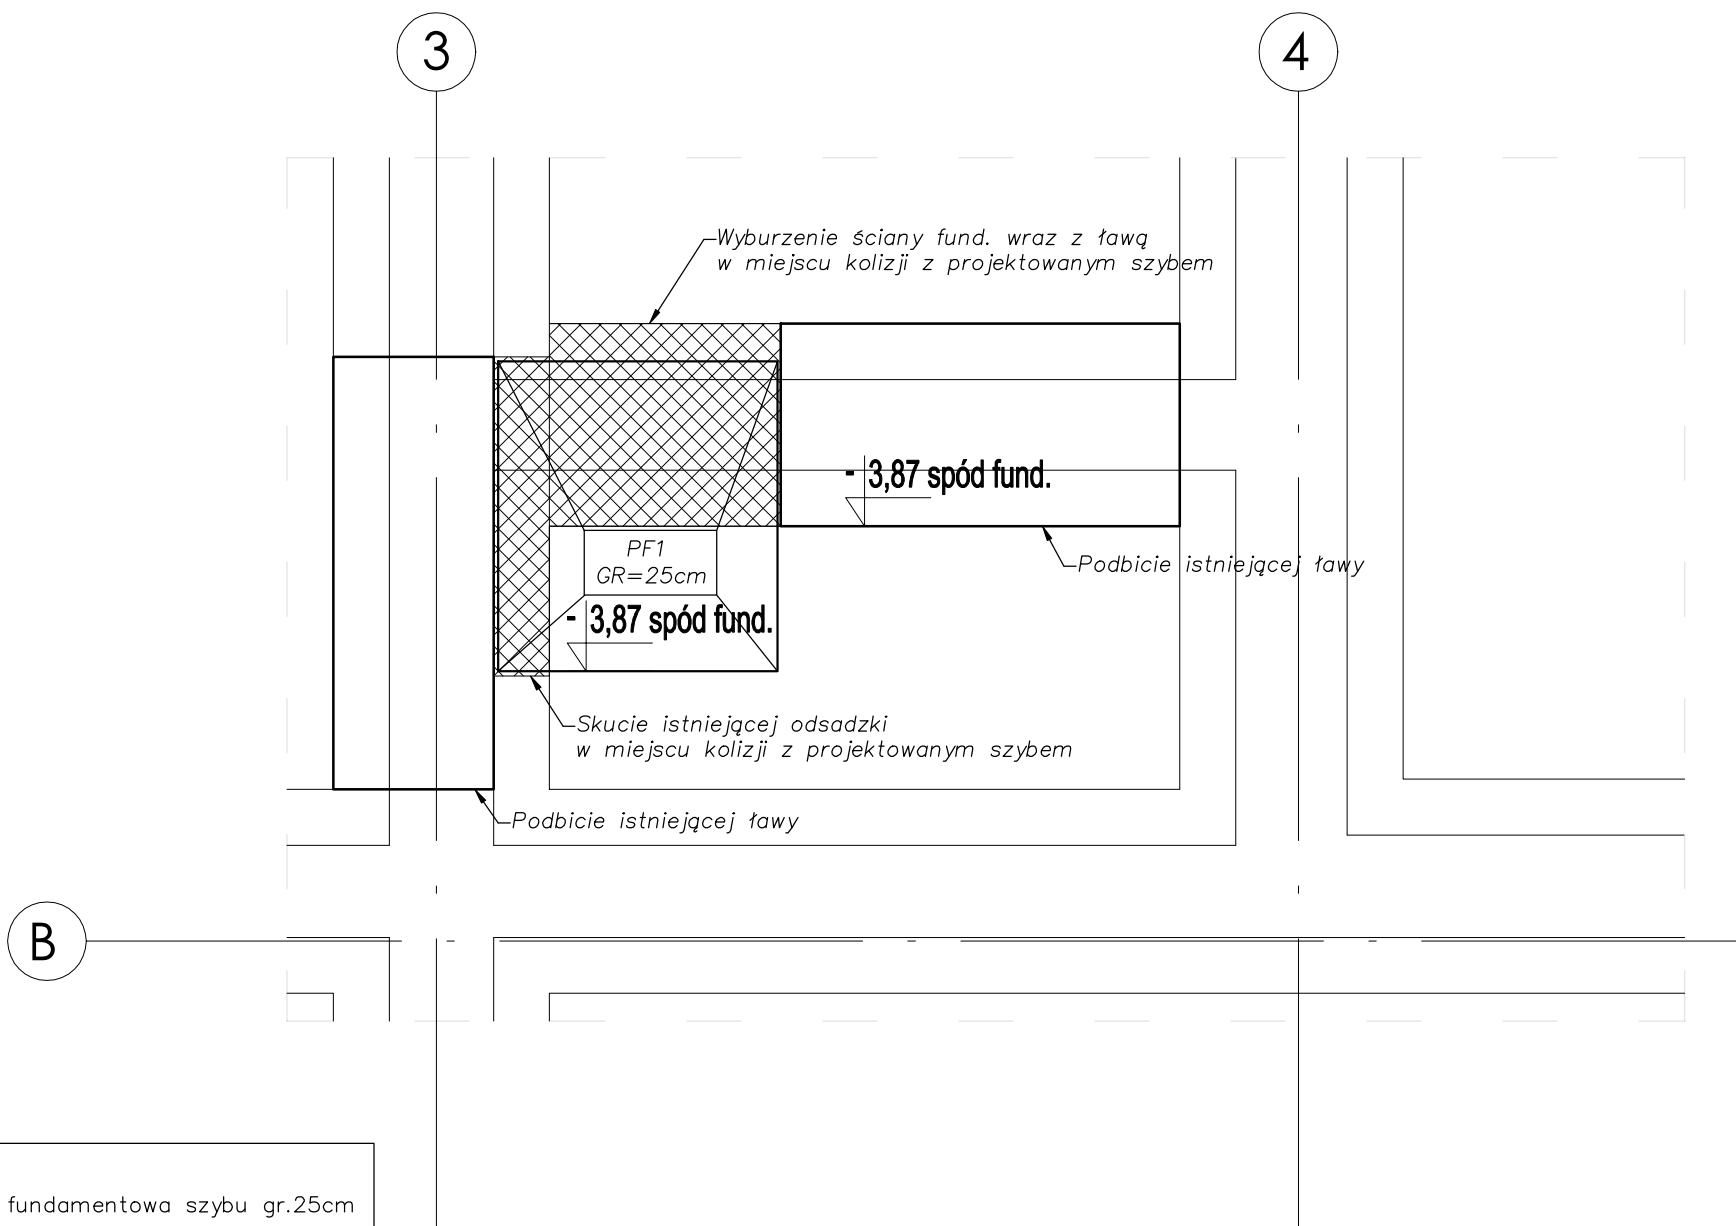 3
4
Wyburzenie ściany fund. wraz z ławą
w miejscu kolizji z projektowanym szybem
- 3,87 spód fund.
PF1
GR=25cm
Podbicie istniejącej ławy
- 3,87 spód fund.
Skucie istniejącej odsadzki
w miejscu kolizji z projektowanym szybem
Podbicie istniejącej ławy
B
fundamentowa szybu gr.25cm